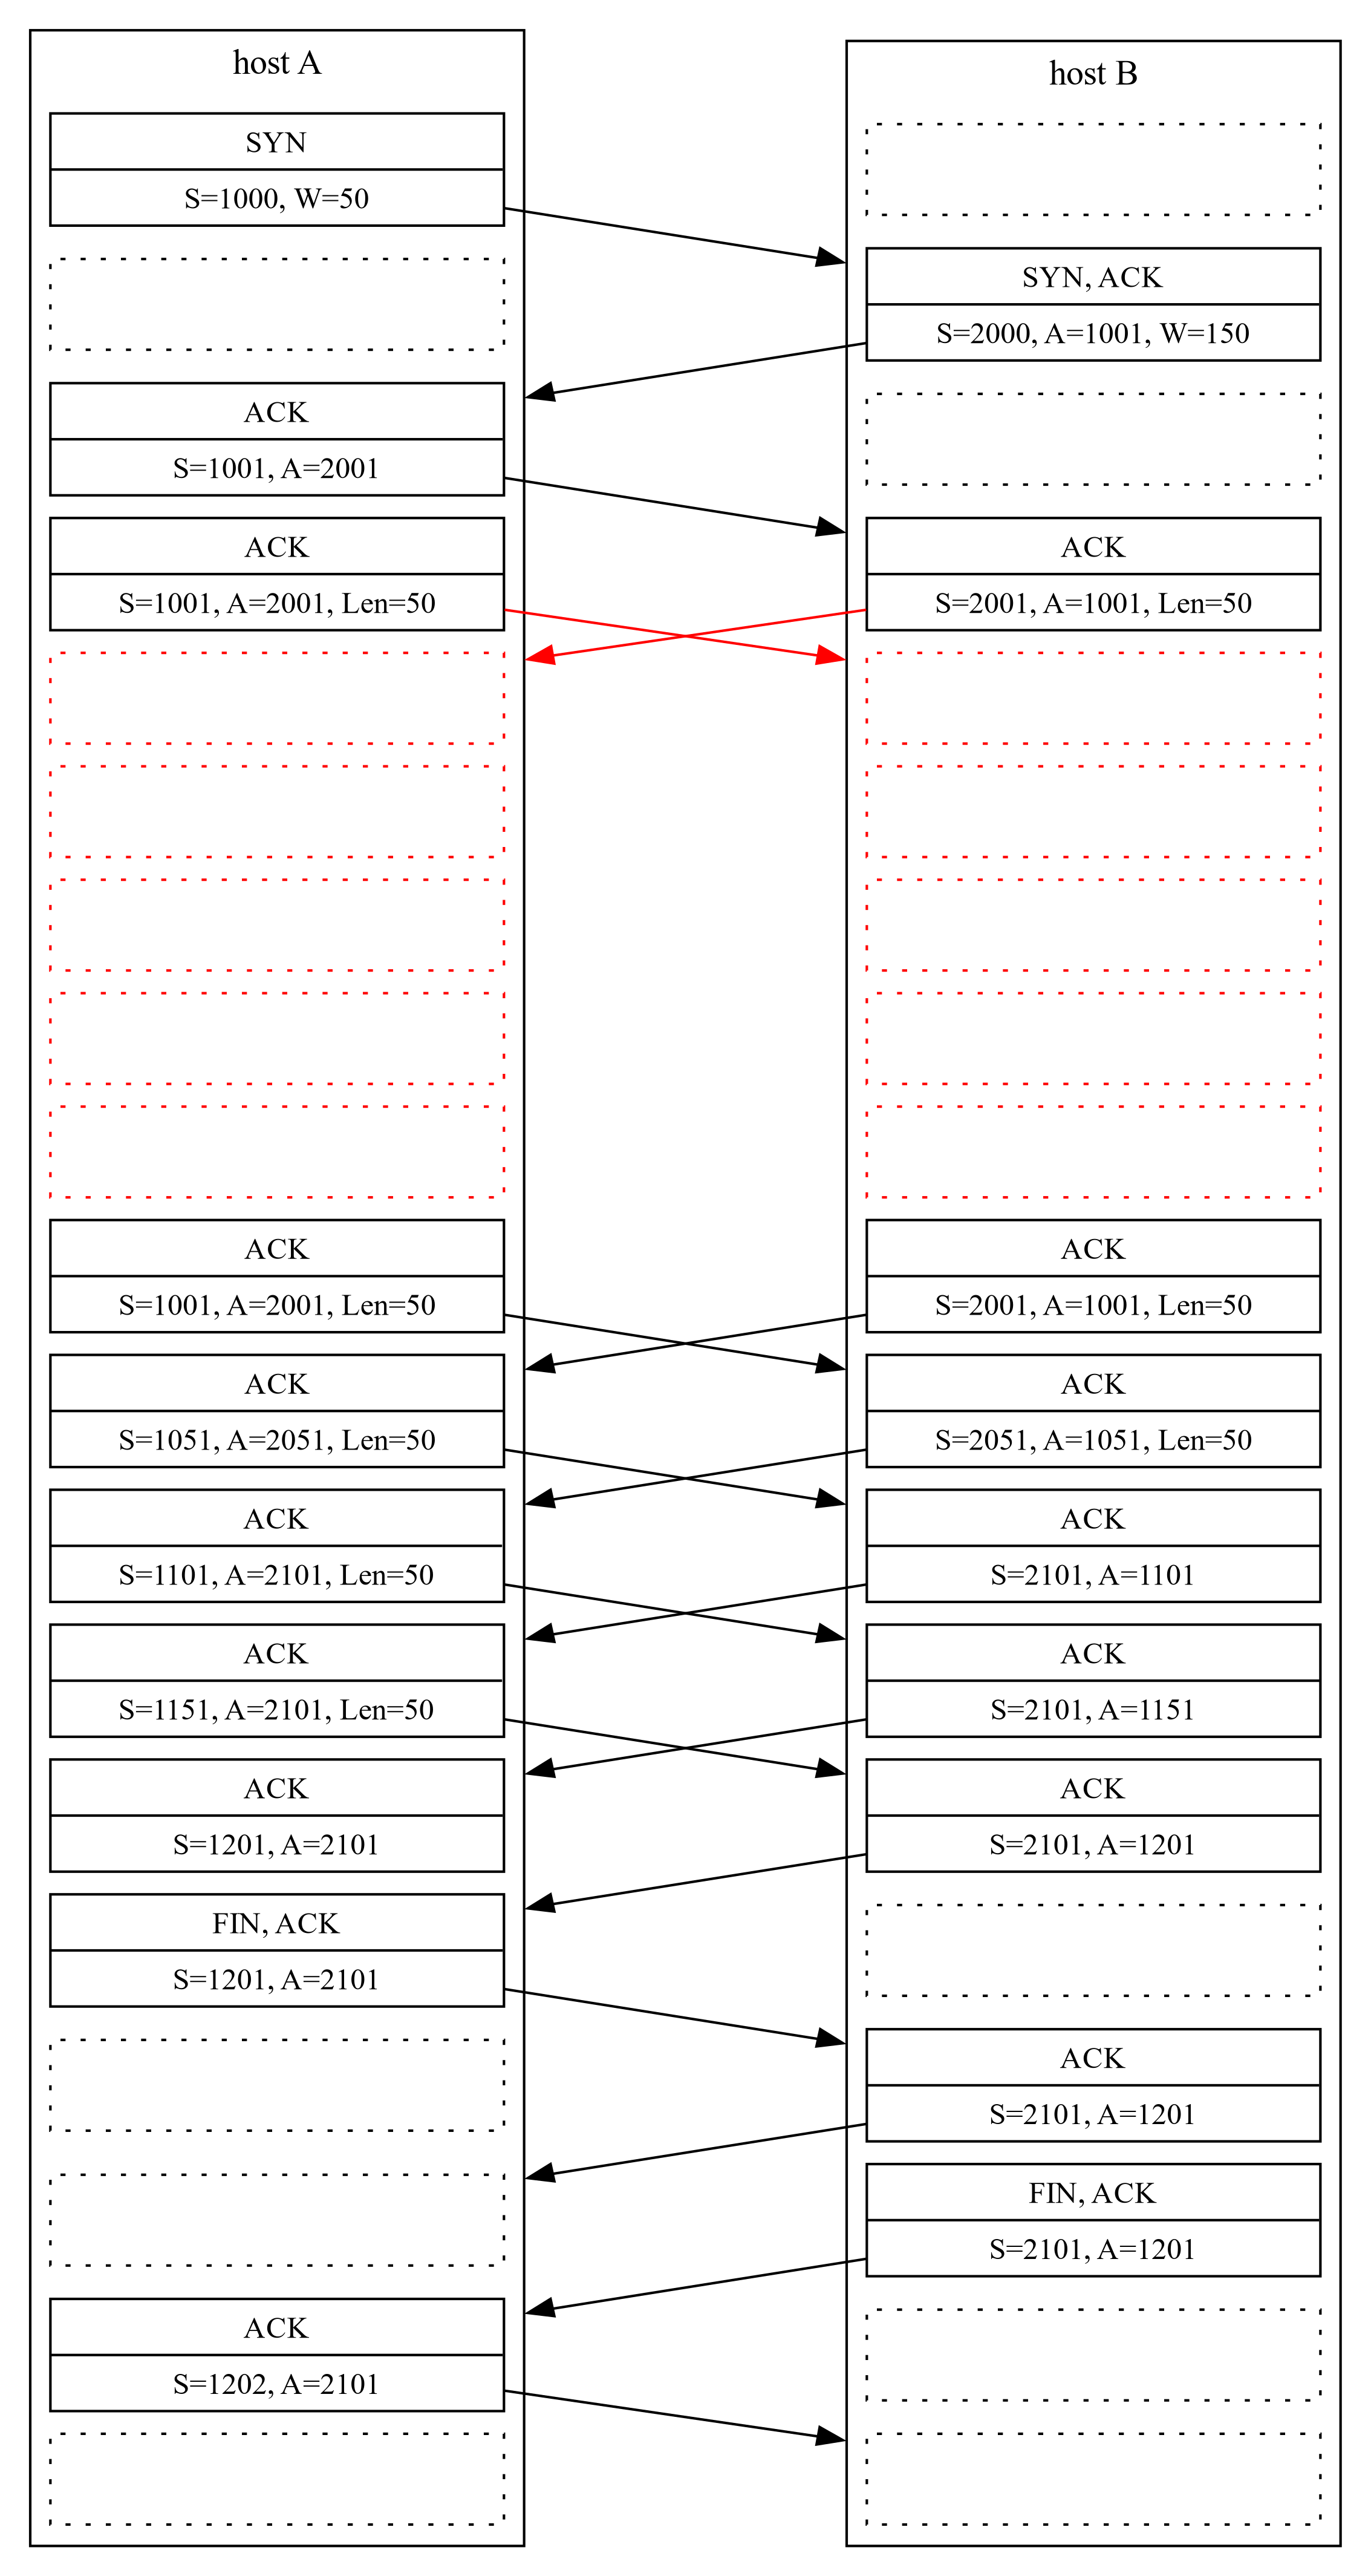 host A
host B
SYN
S=1000, W=50
SYN, ACK
S=2000, A=1001, W=150
ACK
S=1001, A=2001
ACK
S=1001, A=2001, Len=50
ACK
S=2001, A=1001, Len=50
ACK
S=1001, A=2001, Len=50
ACK
S=2001, A=1001, Len=50
ACK
S=1051, A=2051, Len=50
ACK
S=2051, A=1051, Len=50
ACK
S=1101, A=2101, Len=50
ACK
S=2101, A=1101
ACK
S=1151, A=2101, Len=50
ACK
S=2101, A=1151
ACK
S=1201, A=2101
ACK
S=2101, A=1201
FIN, ACK
S=1201, A=2101
ACK
S=2101, A=1201
FIN, ACK
S=2101, A=1201
ACK
S=1202, A=2101